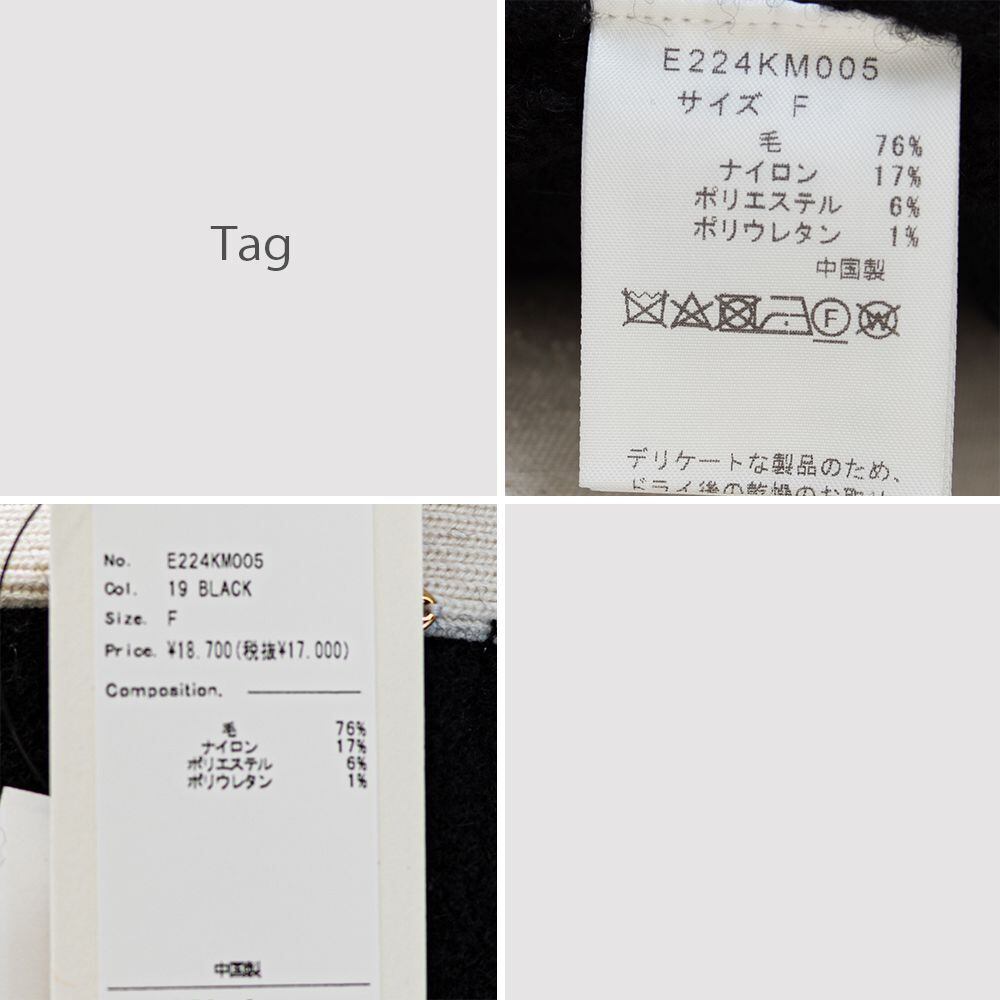 Tag
E224KM005
サイズ F
毛 76%
ナイロン 17%
ポリエステル 6%
ポリウレタン 1%
中国製
F
W
デリケートな製品のため、
No. E224KM005
Col. 19 BLACK
Size. F
Price. ¥18.700(税抜¥17.000)
Composition.
毛 76%
ナイロン 17%
ポリエステル 6%
ポリウレタン 1%
中国製